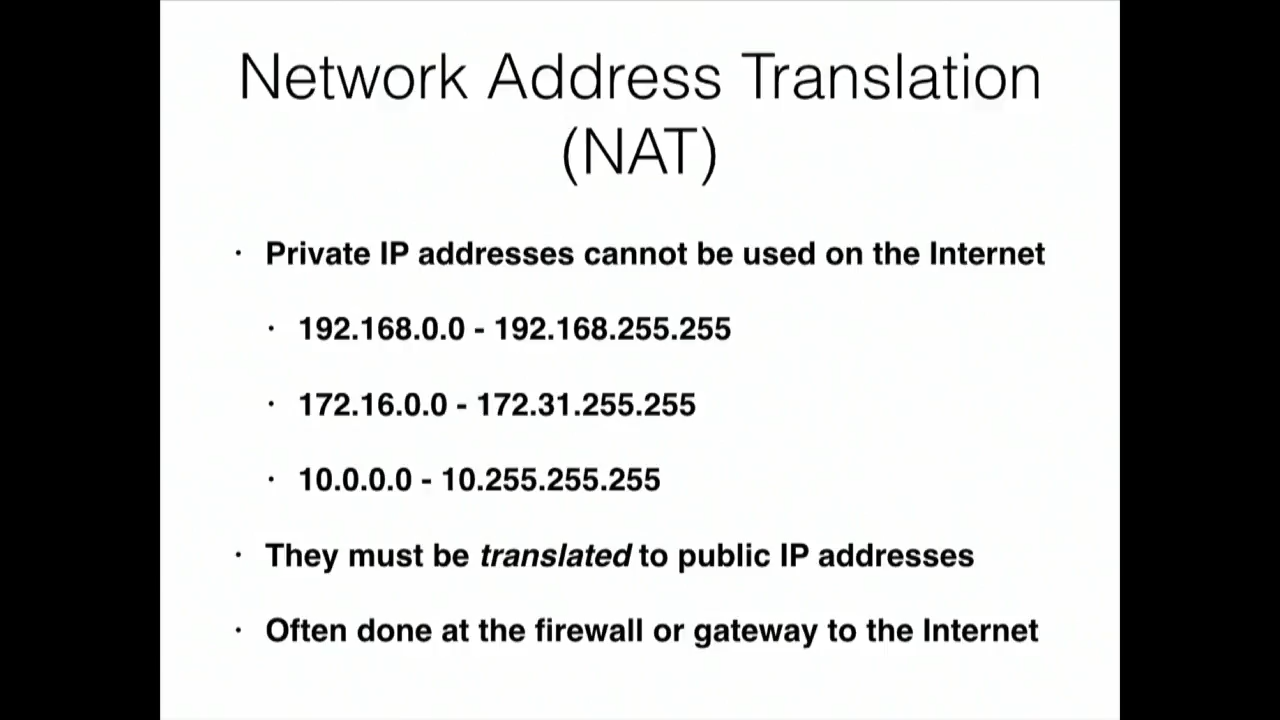 Network Address Translation
(NAT)
· Private IP addresses cannot be used on the Internet
· 192.168.0.0 - 192.168.255.255
· 172.16.0.0 - 172.31.255.255
· 10.0.0.0 - 10.255.255.255
· They must be translated to public IP addresses
· Often done at the firewall or gateway to the Internet